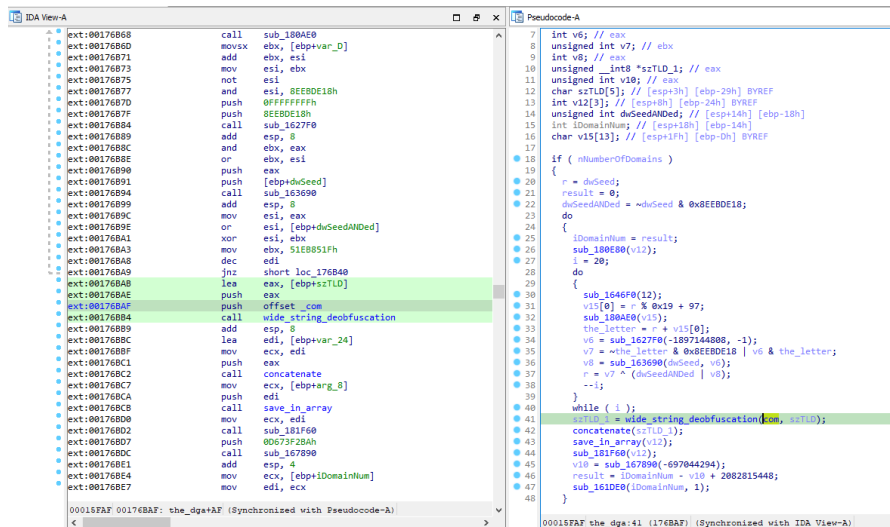 IDA View-A
ext:00176B68 call sub_180AE0
ext:00176B6D movsx ebx, [ebp+var_D]
ext:00176B71 add ebx, esi
ext:00176B73 mov esi, ebx
ext:00176B75 not esi
ext:00176B77 and esi, 8EEBDE18h
ext:00176B7D push 0FFFFFFFFh
ext:00176B7F push 8EEBDE18h
ext:00176B84 call sub_1627F0
ext:00176B89 add esp, 8
ext:00176B8C and ebx, eax
ext:00176B8E or ebx, esi
ext:00176B90 push eax
ext:00176B91 push [ebp+dwSeed]
ext:00176B94 call sub_163690
ext:00176B99 add esp, 8
ext:00176B9C mov esi, eax
ext:00176B9E or esi, [ebp+dwSeedANDed]
ext:00176BA1 xor esi, ebx
ext:00176BA3 mov ebx, 51EB851Fh
ext:00176BA8 dec edi
ext:00176BA9 jnz short loc_176B40
ext:00176BAB lea eax, [ebp+szTLD]
ext:00176BAE push eax
ext:00176BAF push offset _com
ext:00176BB4 call wide_string_deobfuscation
ext:00176BB9 add esp, 8
ext:00176BBC lea edi, [ebp+var_24]
ext:00176BBF mov ecx, edi
ext:00176BC1 push eax
ext:00176BC2 call concatenate
ext:00176BC7 mov ecx, [ebp+arg_8]
ext:00176BCA push edi
ext:00176BCB call save_in_array
ext:00176BD0 mov ecx, edi
ext:00176BD2 call sub_181F60
ext:00176BD7 push 0D673F2BAh
ext:00176BDC call sub_167890
ext:00176BE1 add esp, 4
ext:00176BE4 mov ecx, [ebp+iDomainNum]
ext:00176BE7 mov edi, ecx
00015FAF 00176BAF: the_dga+AF (Synchronized with Pseudocode-A)
Pseudocode-A
7 int v6; // eax
8 unsigned int v7; // ebx
9 int v8; // eax
10 unsigned __int8 *szTLD_1; // eax
11 unsigned int v10; // eax
12 char szTLD[5]; // [esp+3h] [ebp-29h] BYREF
13 int v12[3]; // [esp+8h] [ebp-24h] BYREF
14 unsigned int dwSeedANDed; // [esp+14h] [ebp-18h]
15 int iDomainNum; // [esp+18h] [ebp-14h]
16 char v15[13]; // [esp+1Fh] [ebp-Dh] BYREF
17
18 if ( nNumberOfDomains )
19 {
20 r = dwSeed;
21 result = 0;
22 dwSeedANDed = ~dwSeed & 0x8EEBDE18;
23 do
24 {
25 iDomainNum = result;
26 sub_180E80(v12);
27 i = 20;
28 do
29 {
30 sub_1646F0(12);
31 v15[0] = r % 0x19 + 97;
32 sub_180AE0(v15);
33 the_letter = r + v15[0];
34 v6 = sub_1627F0(-1897144808, -1);
35 v7 = ~the_letter & 0x8EEBDE18 | v6 & the_letter;
36 v8 = sub_163690(dwSeed, v6);
37 r = v7 ^ (dwSeedANDed | v8);
38 --i;
39 }
40 while ( i );
41 szTLD_1 = wide_string_deobfuscation(com, szTLD);
42 concatenate(szTLD_1);
43 save_in_array(v12);
44 sub_181F60(v12);
45 v10 = sub_167890(-697044294);
46 result = iDomainNum - v10 + 2082815448;
47 sub_161DE0(iDomainNum, 1);
48 }
00015FAF the_dga:41 (176BAF) (Synchronized with IDA View-A)